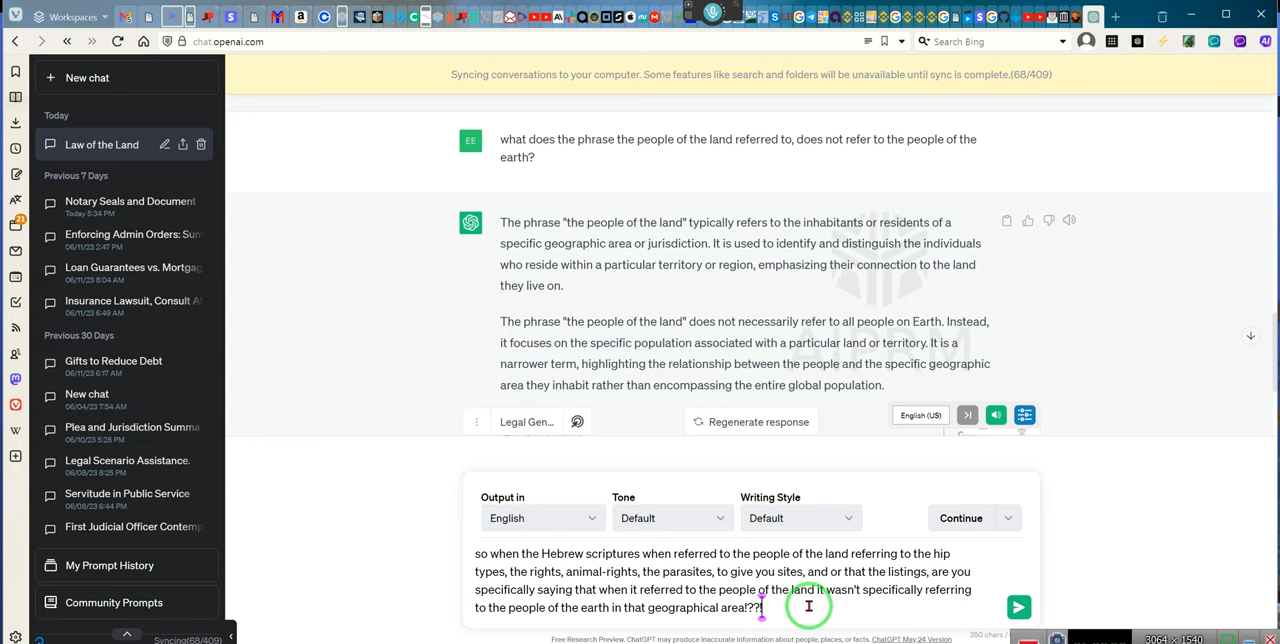 Workspaces
chat.openai.com
Search Bing
New chat
Syncing conversations to your computer. Some features like search and folders will be unavailable until sync is complete.(68/409)
Today
Law of the Land
Previous 7 Days
Notary Seals and Document
Today 5:34 PM
Enforcing Admin Orders: Sum
06/11/23 2:47 PM
Loan Guarantees vs. Mortgag
06/11/23 8:04 AM
Insurance Lawsuit, Consult A
06/11/23 6:49 AM
Previous 30 Days
Gifts to Reduce Debt
06/11/23 6:17 AM
New chat
06/04/23 7:54 AM
Plea and Jurisdiction Summa
06/10/23 5:28 PM
Legal Scenario Assistance.
06/08/23 8:25 PM
Servitude in Public Service
06/08/23 6:44 PM
First Judicial Officer Contemp
My Prompt History
Community Prompts
Syncing(68/409)
21
EE
what does the phrase the people of the land referred to, does not refer to the people of the
earth?
The phrase "the people of the land" typically refers to the inhabitants or residents of a
specific geographic area or jurisdiction. It is used to identify and distinguish the individuals
who reside within a particular territory or region, emphasizing their connection to the land
they live on.
The phrase "the people of the land" does not necessarily refer to all people on Earth. Instead,
it focuses on the specific population associated with a particular land or territory. It is a
narrower term, highlighting the relationship between the people and the specific geographic
area they inhabit rather than encompassing the entire global population.
AIPRM
Legal Gen...
Regenerate response
English (US)
Output in
Tone
Writing Style
English
Default
Default
Continue
so when the Hebrew scriptures when referred to the people of the land referring to the hip
types, the rights, animal-rights, the parasites, to give you sites, and or that the listings, are you
specifically saying that when it referred to the people of the land it wasn't specifically referring
to the people of the earth in that geographical area!???
Free Research Preview. ChatGPT may produce inaccurate information about people, places, or facts. ChatGPT May 24 Version
350 chars /